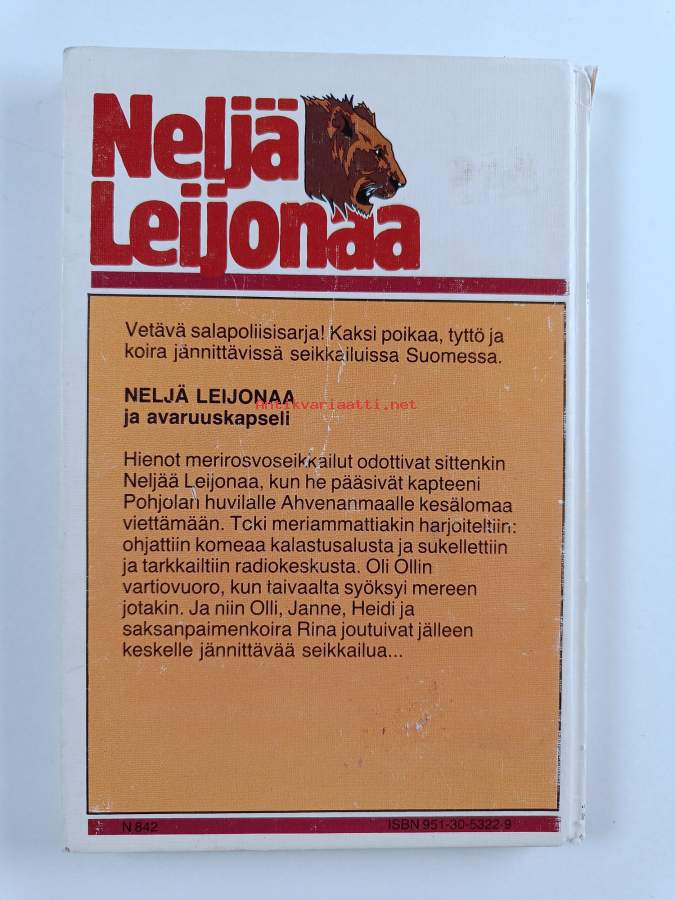 Neljä
Leijonaa
Vetävä salapoliisisarja! Kaksi poikaa, tyttö ja
koira jännittävissä seikkailuissa Suomessa.
NELJÄ LEIJONAA
Antikvariaatti.net
ja avaruuskapseli
Hienot merirosvoseikkailut odottivat sittenkin
Neljää Leijonaa, kun he pääsivät kapteeni
Pohjolan huvilalle Ahvenanmaalle kesälomaa
viettämään. Toki meriammattiakin harjoiteltiin:
ohjattiin komeaa kalastusalusta ja sukellettiin
ja tarkkailtiin radiokeskusta. Oli Ollin
vartiovuoro, kun taivaalta syöksyi mereen
jotakin. Ja niin Olli, Janne, Heidi ja
saksanpaimenkoira Rina joutuivat jälleen
keskelle jännittävää seikkailua...
N 842 ISBN 951-30-5322-9